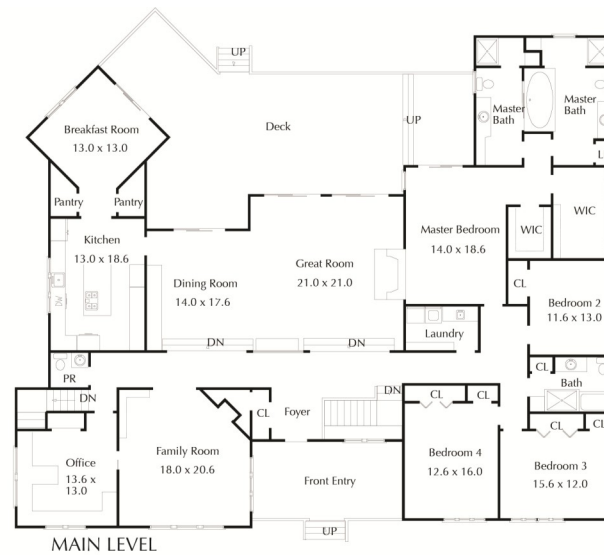 UP
Breakfast Room
13.0 x 13.0
Deck
UP
Master
Bath
Master
Bath
L
Pantry
Pantry
Kitchen
13.0 x 18.6
DW
Dining Room
14.0 x 17.6
Great Room
21.0 x 21.0
Master Bedroom
14.0 x 18.6
WIC
WIC
CL
Bedroom 2
11.6 x 13.0
Laundry
DN
DN
PR
DN
CL
Bath
Office
13.6 x
13.0
Family Room
18.0 x 20.6
CL
Foyer
DN
Front Entry
UP
CL
CL
Bedroom 4
12.6 x 16.0
CL
CL
Bedroom 3
15.6 x 12.0
MAIN LEVEL